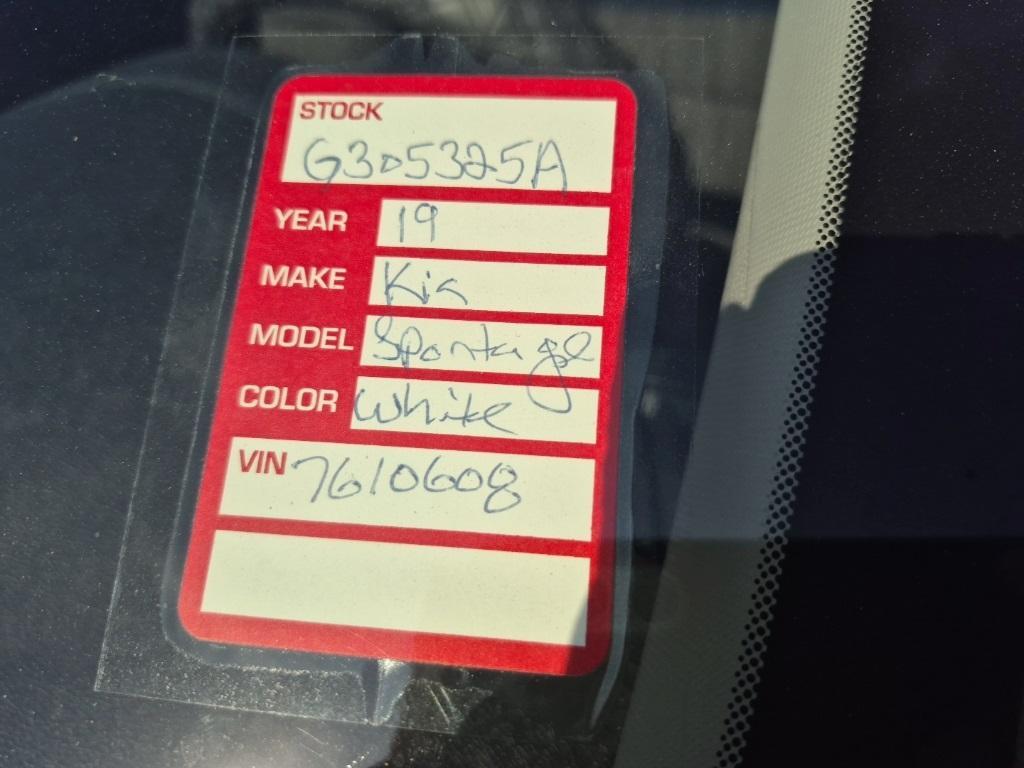 STOCK
G305325A
YEAR 19
MAKE Kia
MODEL Sportage
COLOR White
VIN 7610608